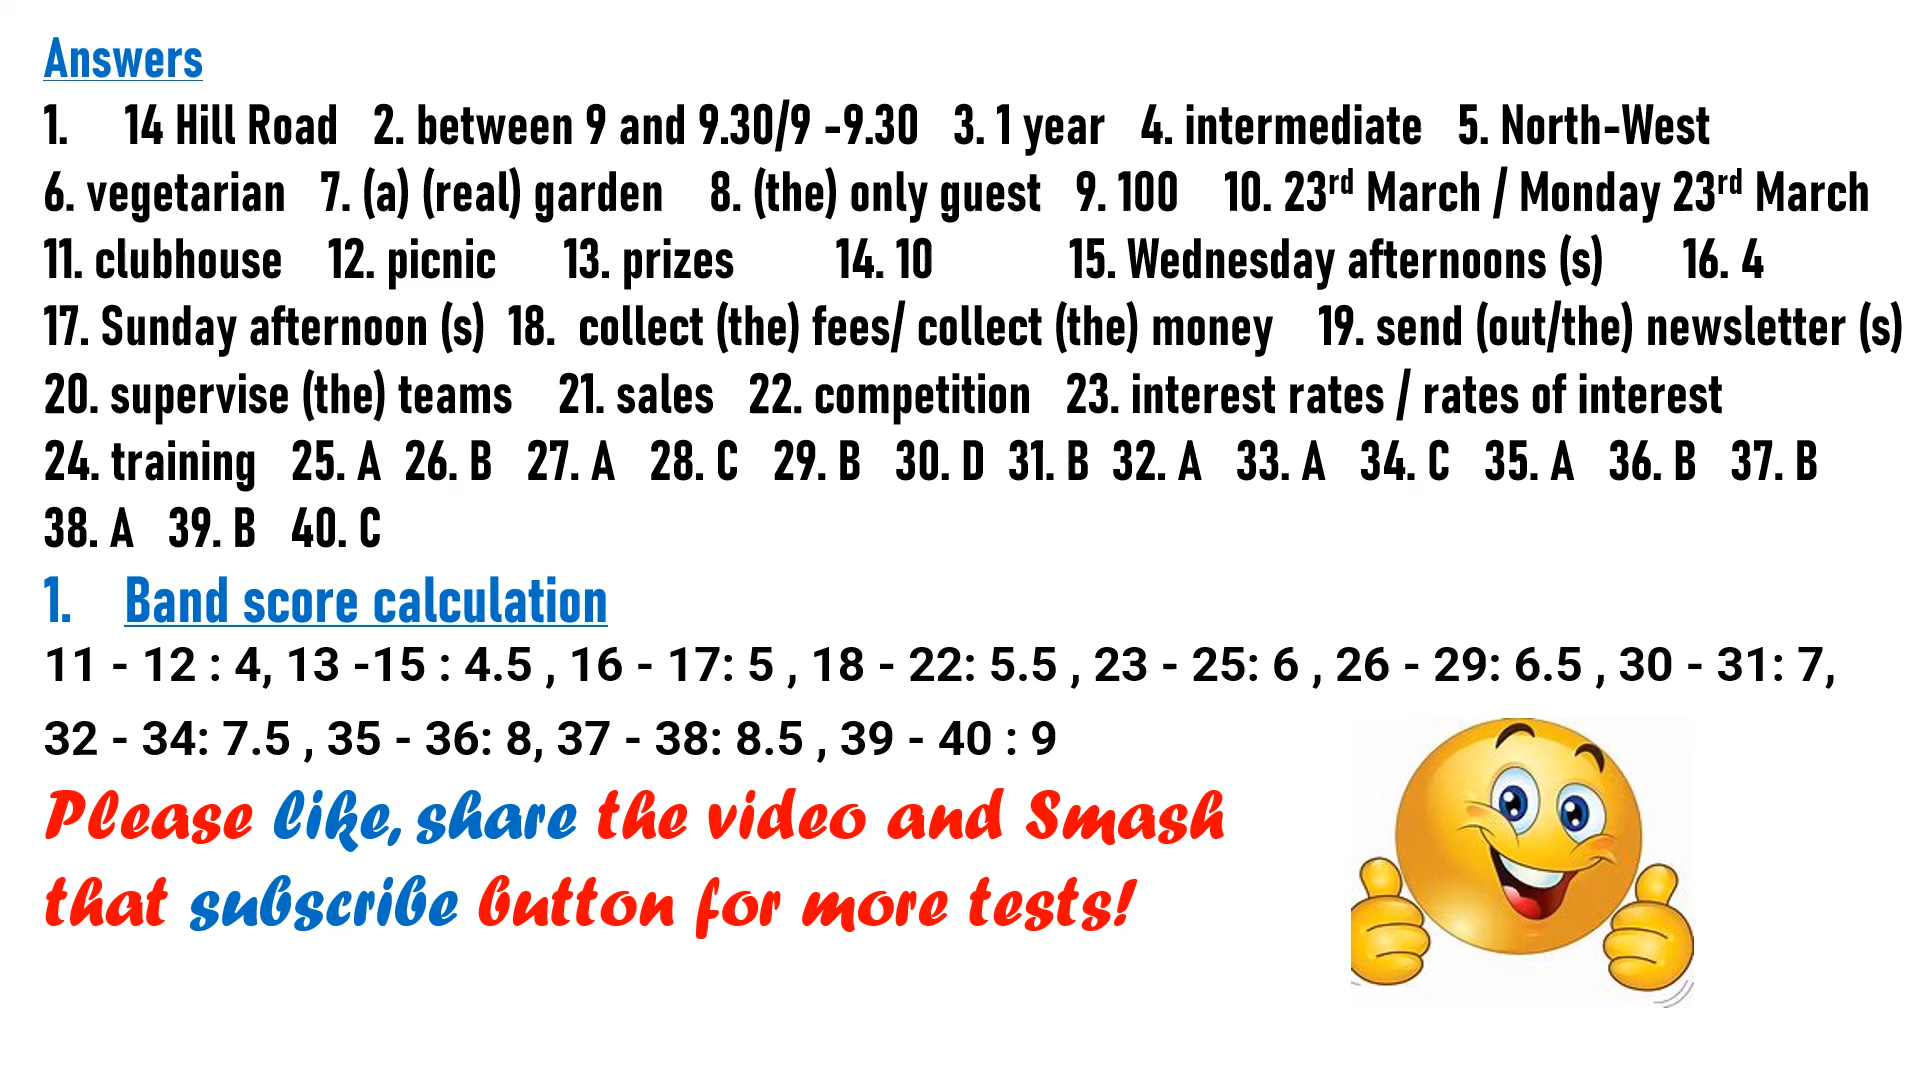 Answers
1. 14 Hill Road 2. between 9 and 9.30/9 -9.30 3. 1 year 4. intermediate 5. North-West
6. vegetarian 7. (a) (real) garden 8. (the) only guest 9. 100 10. 23rd March / Monday 23rd March
11. clubhouse 12. picnic 13. prizes 14. 10 15. Wednesday afternoons (s) 16. 4
17. Sunday afternoon (s) 18. collect (the) fees/ collect (the) money 19. send (out/the) newsletter (s)
20. supervise (the) teams 21. sales 22. competition 23. interest rates / rates of interest
24. training 25. A 26. B 27. A 28. C 29. B 30. D 31. B 32. A 33. A 34. C 35. A 36. B 37. B
38. A 39. B 40. C
1. Band score calculation
11 - 12 : 4, 13 -15 : 4.5 , 16 - 17: 5 , 18 - 22: 5.5 , 23 - 25: 6 , 26 - 29: 6.5 , 30 - 31: 7,
32 - 34: 7.5 , 35 - 36: 8, 37 - 38: 8.5 , 39 - 40 : 9
Please like, share the video and Smash
that subscribe button for more tests!